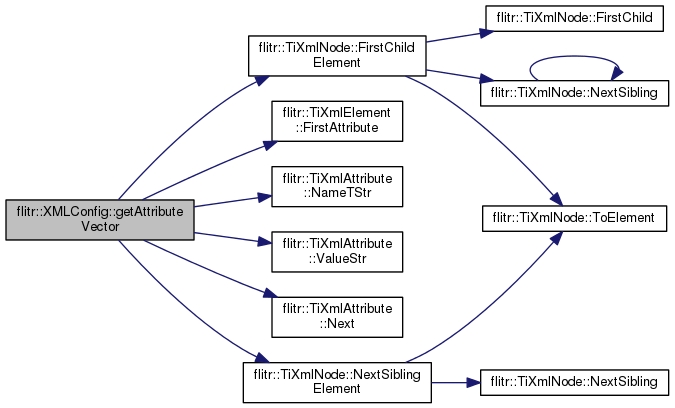 flitr::XMLConfig::getAttribute
Vector
flitr::TiXmlNode::FirstChild
Element
flitr::TiXmlElement
::FirstAttribute
flitr::TiXmlAttribute
::NameTStr
flitr::TiXmlAttribute
::ValueStr
flitr::TiXmlAttribute
::Next
flitr::TiXmlNode::NextSibling
Element
flitr::TiXmlNode::FirstChild
flitr::TiXmlNode::NextSibling
flitr::TiXmlNode::ToElement
flitr::TiXmlNode::NextSibling